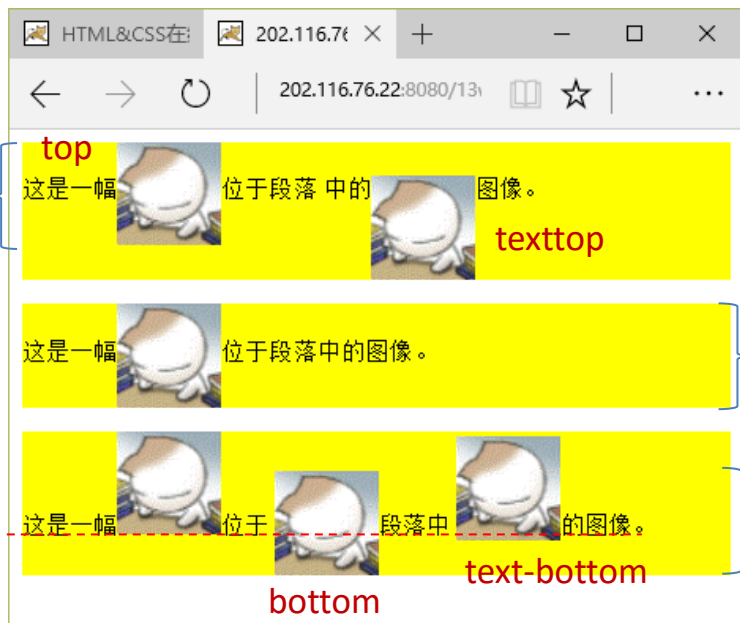 HTML&CSS在
202.116.76
202.116.76.22:8080/13
top
这是一幅 位于段落 中的 图像。
texttop
这是一幅 位于段落中的图像。
这是一幅 位于 段落中 的图像。
text-bottom
bottom